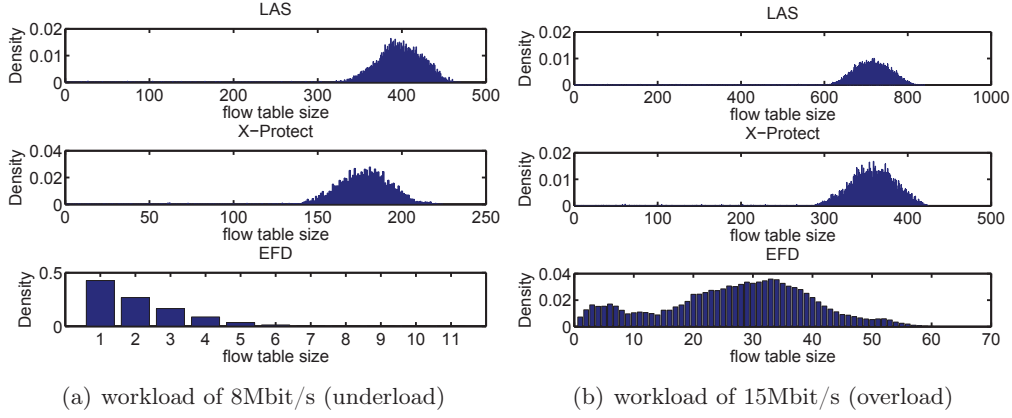 LAS
Density
0.02
0.01
0
0 100 200 300 400 500
flow table size
X−Protect
Density
0.04
0.02
0
0 50 100 150 200 250
flow table size
EFD
Density
0.5
0
1 2 3 4 5 6 7 8 9 10 11
flow table size
(a) workload of 8Mbit/s (underload)
LAS
Density
0.02
0.01
0
0 200 400 600 800 1000
flow table size
X−Protect
Density
0.02
0.01
0
0 100 200 300 400 500
flow table size
EFD
Density
0.04
0.02
0
0 10 20 30 40 50 60 70
flow table size
(b) workload of 15Mbit/s (overload)